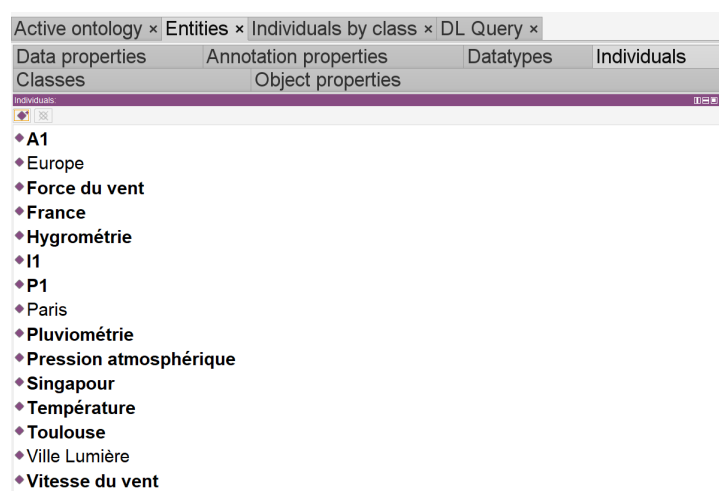 Active ontology × Entities × Individuals by class × DL Query ×
Data properties Annotation properties Datatypes Individuals
Classes Object properties
Individuals:
A1
Europe
Force du vent
France
Hygrométrie
I1
P1
Paris
Pluviométrie
Pression atmosphérique
Singapour
Température
Toulouse
Ville Lumière
Vitesse du vent